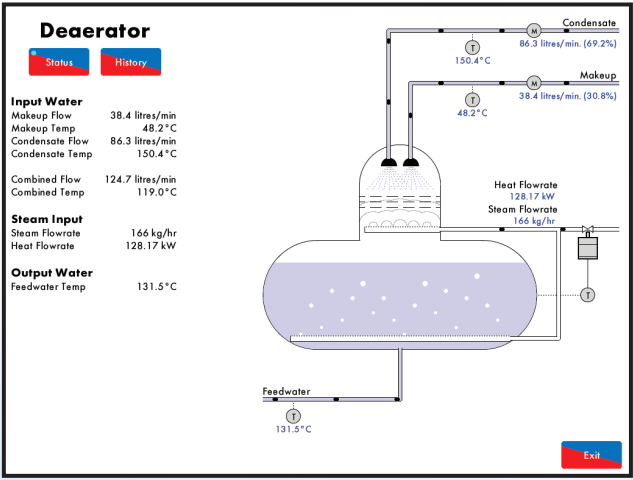 Deaerator
Status
History
Input Water
Makeup Flow 38.4 litres/min
Makeup Temp 48.2°C
Condensate Flow 86.3 litres/min
Condensate Temp 150.4°C
Combined Flow 124.7 litres/min
Combined Temp 119.0°C
Steam Input
Steam Flowrate 166 kg/hr
Heat Flowrate 128.17 kW
Output Water
Feedwater Temp 131.5°C
Condensate
M
86.3 litres/min. (69.2%)
T
150.4°C
Makeup
M
38.4 litres/min. (30.8%)
T
48.2°C
Heat Flowrate
128.17 kW
Steam Flowrate
166 kg/hr
T
Feedwater
T
131.5°C
Exit